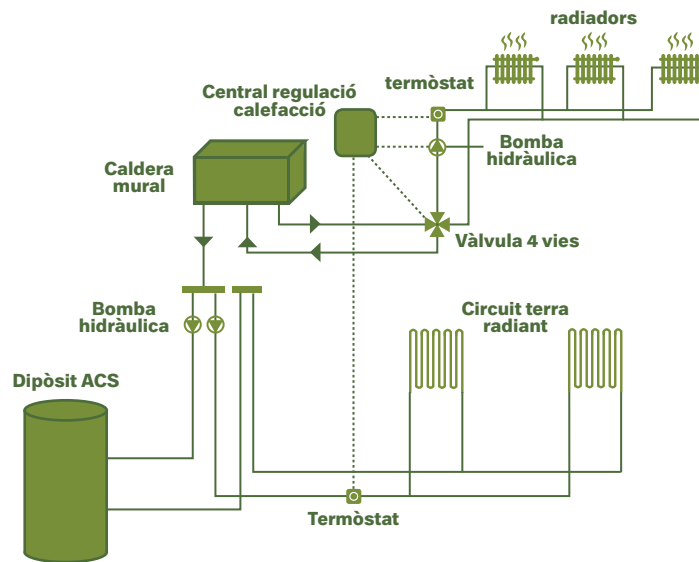 radiadors
termòstat
Central regulació
calefacció
Bomba
hidràulica
Caldera
mural
Vàlvula 4 vies
Bomba
hidràulica
Circuit terra
radiant
Dipòsit ACS
Termòstat